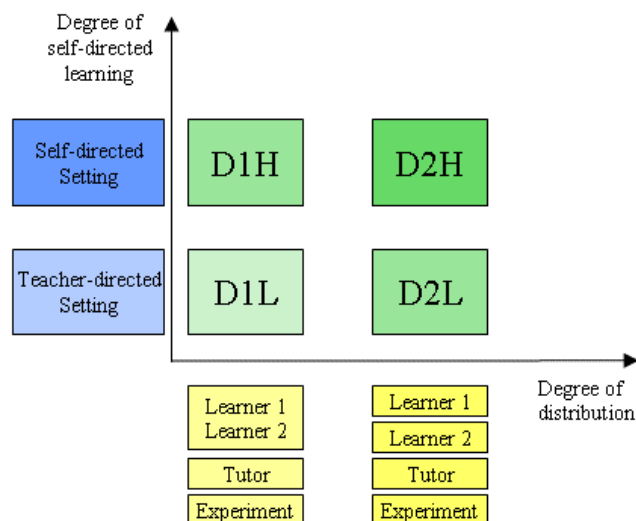 Degree of
self-directed
learning
Self-directed
Setting
D1H
D2H
Teacher-directed
Setting
D1L
D2L
Degree of
distribution
Learner 1
Learner 2
Tutor
Experiment
Learner 1
Learner 2
Tutor
Experiment